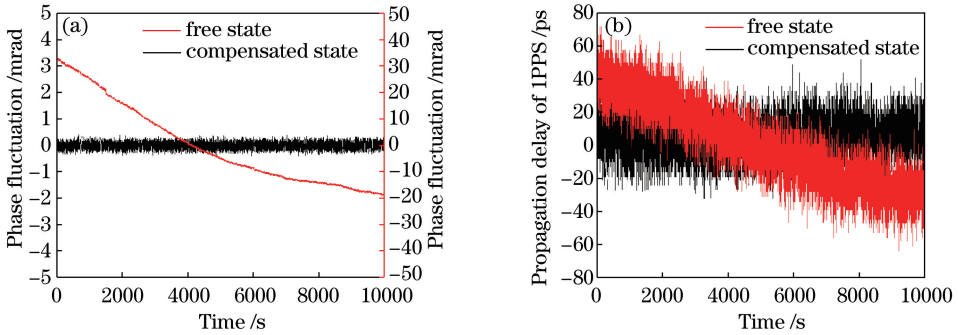 (a)
free state
compensated state
Phase fluctuation /mrad
5
4
3
2
1
0
−1
−2
−3
−4
−5
50
40
30
20
10
0
−10
−20
−30
−40
−50
Phase fluctuation /mrad
0 2000 4000 6000 8000 10000
Time /s
(b)
free state
compensated state
Propagation delay of 1PPS /ps
80
60
40
20
0
−20
−40
−60
−80
0 2000 4000 6000 8000 10000
Time /s